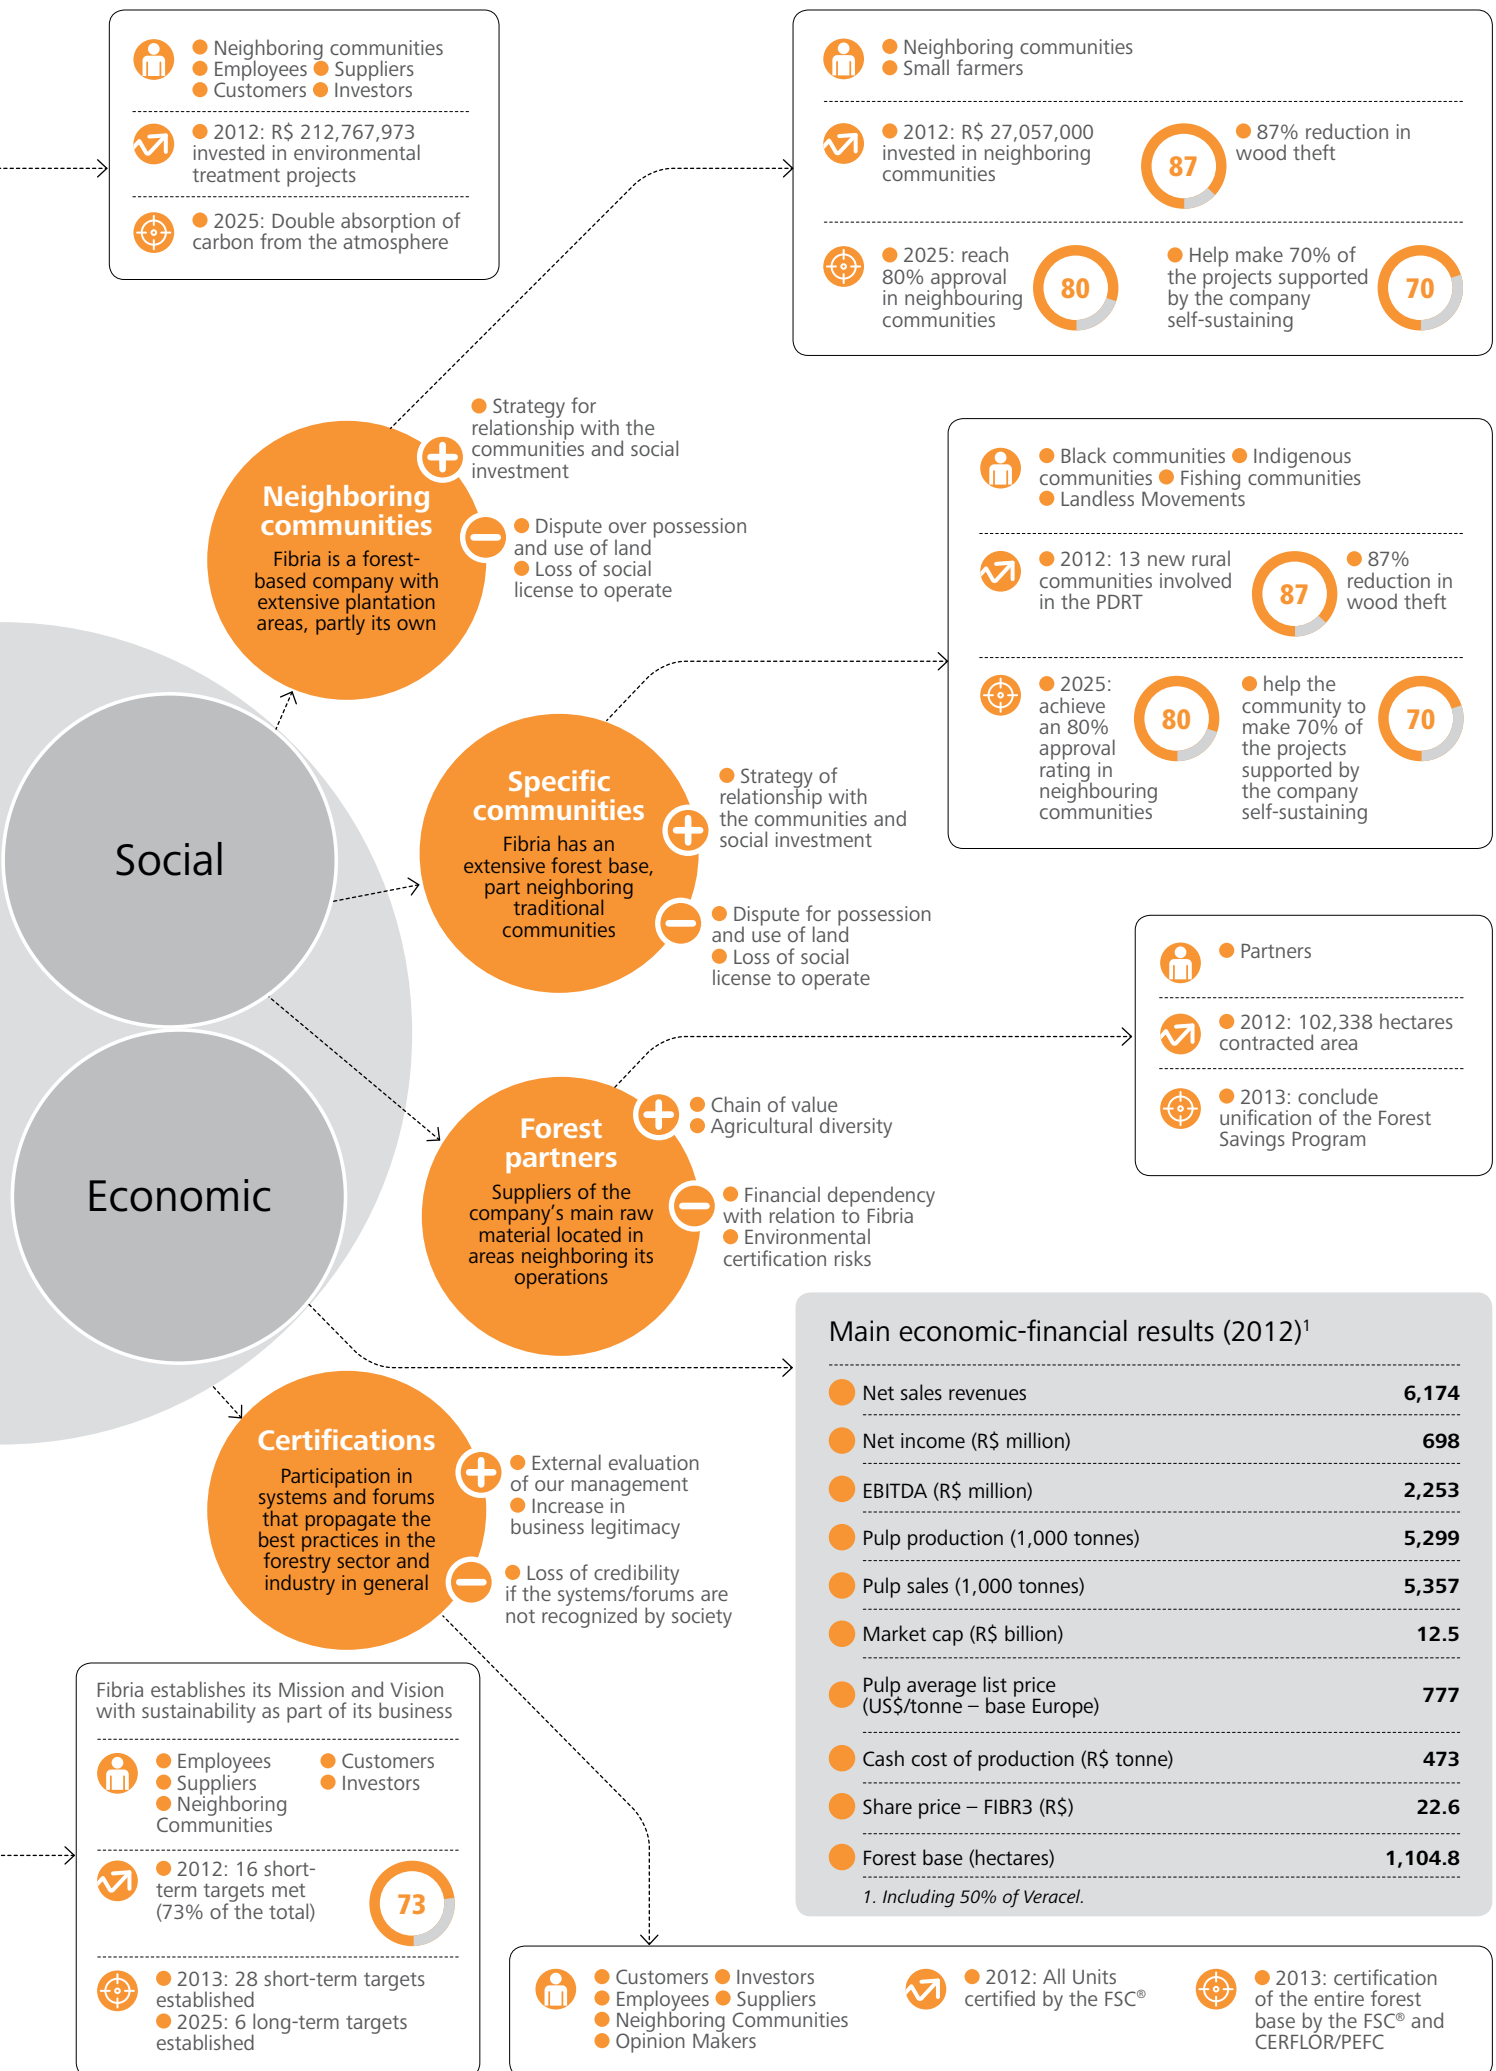 Neighboring communities
Employees Suppliers
Customers Investors
2012: R$ 212,767,973
invested in environmental
treatment projects
2025: Double absorption of
carbon from the atmosphere
Neighboring communities
Small farmers
2012: R$ 27,057,000
invested in neighboring
communities
87
87% reduction in
wood theft
2025: reach
80% approval
in neighbouring
communities
80
Help make 70% of
the projects supported
by the company
self-sustaining
70
Neighboring
communities
Fibria is a forest-
based company with
extensive plantation
areas, partly its own
Strategy for
relationship with the
communities and social
investment
Dispute over possession
and use of land
Loss of social
license to operate
Black communities Indigenous
communities Fishing communities
Landless Movements
2012: 13 new rural
communities involved
in the PDRT
87
87%
reduction in
wood theft
2025:
achieve
an 80%
approval
rating in
neighbouring
communities
80
help the
community to
make 70% of
the projects
supported by
the company
self-sustaining
70
Social
Specific
communities
Fibria has an
extensive forest base,
part neighboring
traditional
communities
Strategy of
relationship with
the communities and
social investment
Dispute for possession
and use of land
Loss of social
license to operate
Partners
2012: 102,338 hectares
contracted area
2013: conclude
unification of the Forest
Savings Program
Economic
Forest
partners
Suppliers of the
company's main raw
material located in
areas neighboring its
operations
Chain of value
Agricultural diversity
Financial dependency
with relation to Fibria
Environmental
certification risks
Main economic-financial results (2012)1
Net sales revenues 6,174
Net income (R$ million) 698
EBITDA (R$ million) 2,253
Pulp production (1,000 tonnes) 5,299
Pulp sales (1,000 tonnes) 5,357
Market cap (R$ billion) 12.5
Pulp average list price
(US$/tonne – base Europe) 777
Cash cost of production (R$ tonne) 473
Share price – FIBR3 (R$) 22.6
Forest base (hectares) 1,104.8
1. Including 50% of Veracel.
Certifications
Participation in
systems and forums
that propagate the
best practices in the
forestry sector and
industry in general
External evaluation
of our management
Increase in
business legitimacy
Loss of credibility
if the systems/forums are
not recognized by society
Fibria establishes its Mission and Vision
with sustainability as part of its business
Employees
Suppliers
Neighboring
Communities
Customers
Investors
2012: 16 short-
term targets met
(73% of the total)
73
2013: 28 short-term targets
established
2025: 6 long-term targets
established
Customers Investors
Employees Suppliers
Neighboring Communities
Opinion Makers
2012: All Units
certified by the FSC®
2013: certification
of the entire forest
base by the FSC® and
CERFLOR/PEFC